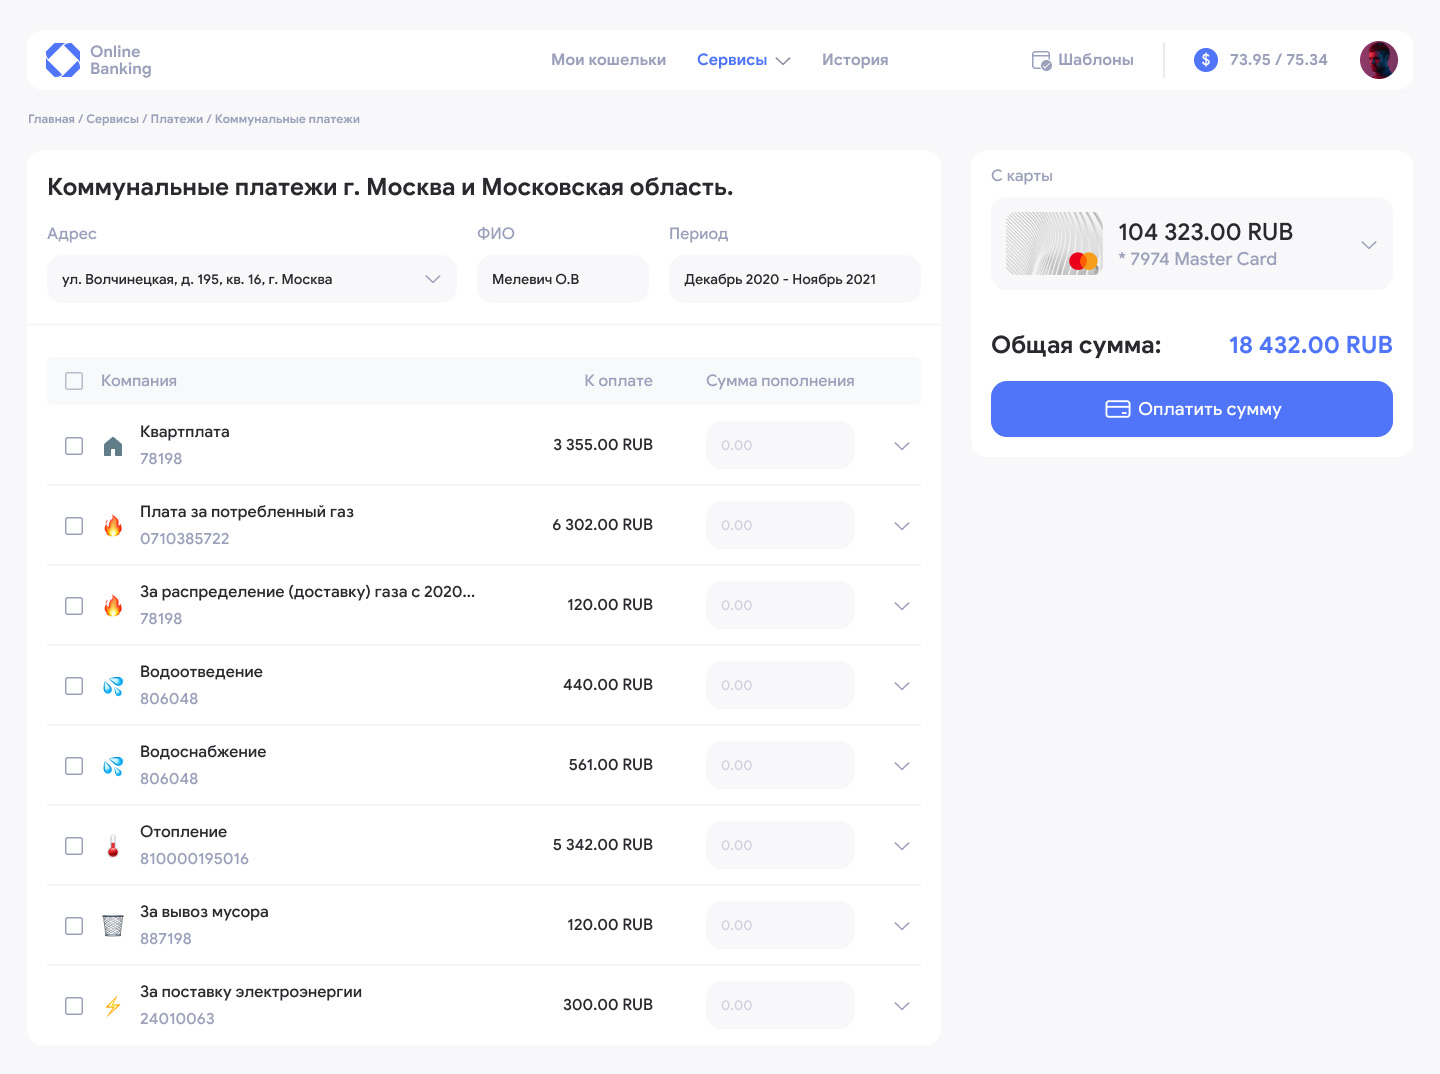 Online
Banking
Мои кошельки
Сервисы
История
Шаблоны
$ 73.95 / 75.34
Главная / Сервисы / Платежи / Коммунальные платежи
Коммунальные платежи г. Москва и Московская область.
Адрес
ФИО
Период
ул. Волчинецкая, д. 195, кв. 16, г. Москва
Мелевич О.В
Декабрь 2020 - Ноябрь 2021
Компания
К оплате
Сумма пополнения
Квартплата
78198
3 355.00 RUB
0.00
Плата за потребленный газ
0710385722
6 302.00 RUB
0.00
За распределение (доставку) газа с 2020...
78198
120.00 RUB
0.00
Водоотведение
806048
440.00 RUB
0.00
Водоснабжение
806048
561.00 RUB
0.00
Отопление
810000195016
5 342.00 RUB
0.00
За вывоз мусора
887198
120.00 RUB
0.00
За поставку электроэнергии
24010063
300.00 RUB
0.00
С карты
104 323.00 RUB
* 7974 Master Card
Общая сумма:
18 432.00 RUB
Оплатить сумму